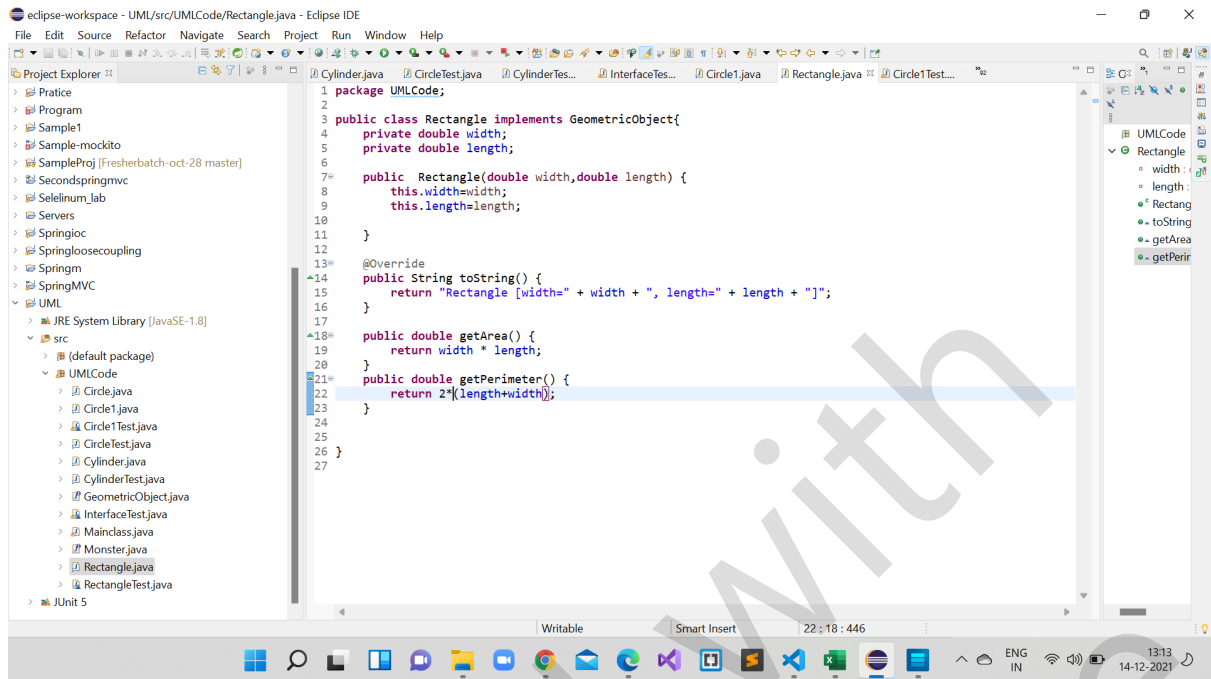 eclipse-workspace - UML/src/UMLCode/Rectangle.java - Eclipse IDE
File Edit Source Refactor Navigate Search Project Run Window Help
Project Explorer
Cylinder.java CircleTest.java CylinderTes... InterfaceTes... Circle1.java Rectangle.java Circle1Test.... »92
»1
Pratice
Program
Sample1
Sample-mockito
SampleProj [Fresherbatch-oct-28 master]
Secondspringmvc
Selelinum_lab
Servers
Springioc
Springloosecoupling
Springm
SpringMVC
UML
JRE System Library [JavaSE-1.8]
src
(default package)
UMLCode
Circle.java
Circle1.java
Circle1Test.java
CircleTest.java
Cylinder.java
CylinderTest.java
GeometricObject.java
InterfaceTest.java
Mainclass.java
Monster.java
Rectangle.java
RectangleTest.java
JUnit 5
1 package UMLCode;
2
3 public class Rectangle implements GeometricObject{
4     private double width;
5     private double length;
6
7     public  Rectangle(double width,double length) {
8         this.width=width;
9         this.length=length;
10
11     }
12
13     @Override
14     public String toString() {
15         return "Rectangle [width=" + width + ", length=" + length + "]";
16     }
17
18     public double getArea() {
19         return width * length;
20     }
21     public double getPerimeter() {
22         return 2*(length+width);
23     }
24
25
26 }
27
UMLCode
Rectangle
width :
length :
Rectang
toString
getArea
getPerin
Writable Smart Insert 22 : 18 : 446
ENG
IN
13:13
14-12-2021
with